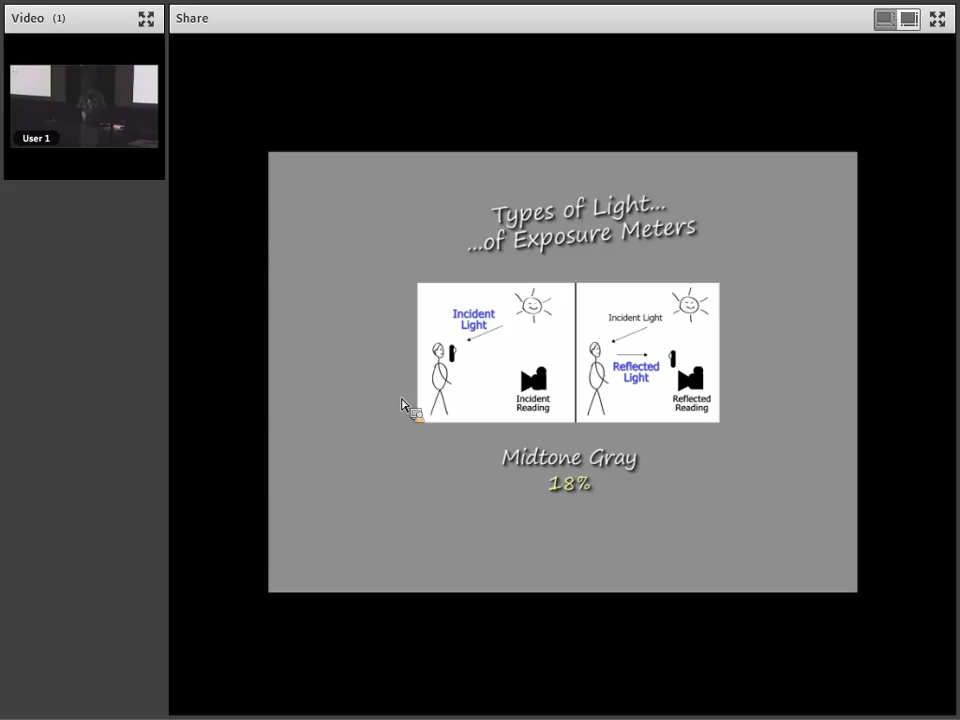 Video (1)
Share
User 1
Types of Light...
...of Exposure Meters
Incident
Light
Incident
Reading
Incident Light
Reflected
Light
Reflected
Reading
Midtone Gray
18%